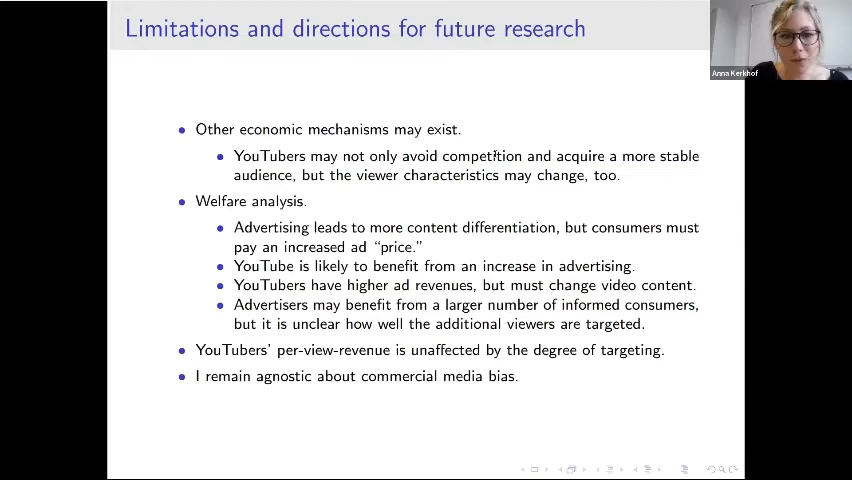 Limitations and directions for future research
Anna Kerkhof
• Other economic mechanisms may exist.
• YouTubers may not only avoid competition and acquire a more stable
audience, but the viewer characteristics may change, too.
• Welfare analysis.
• Advertising leads to more content differentiation, but consumers must
pay an increased ad “price.”
• YouTube is likely to benefit from an increase in advertising.
• YouTubers have higher ad revenues, but must change video content.
• Advertisers may benefit from a larger number of informed consumers,
but it is unclear how well the additional viewers are targeted.
• YouTubers’ per-view-revenue is unaffected by the degree of targeting.
• I remain agnostic about commercial media bias.